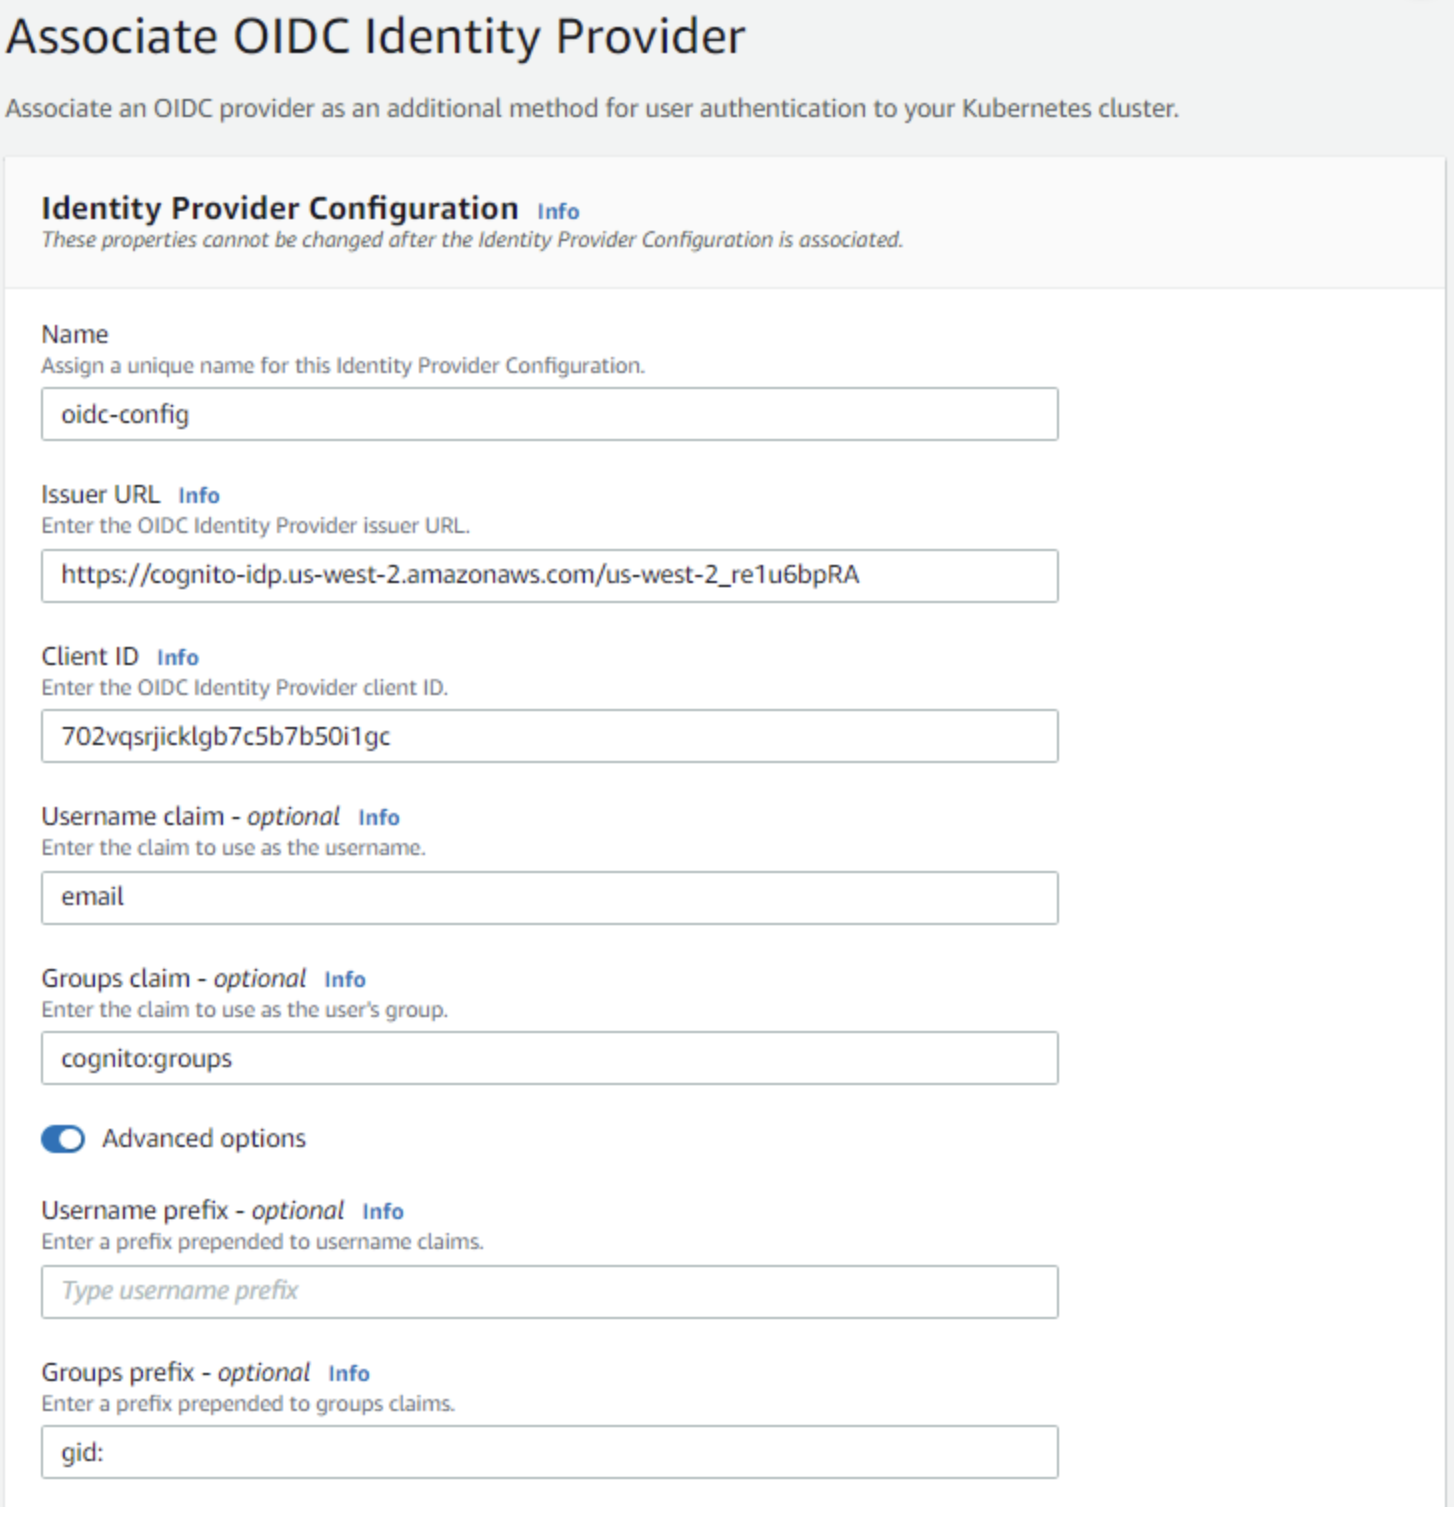 Associate OIDC Identity Provider
Associate an OIDC provider as an additional method for user authentication to your Kubernetes cluster.
Identity Provider Configuration Info
These properties cannot be changed after the Identity Provider Configuration is associated.
Name
Assign a unique name for this Identity Provider Configuration.
oidc-config
Issuer URL Info
Enter the OIDC Identity Provider issuer URL.
https://cognito-idp.us-west-2.amazonaws.com/us-west-2_re1u6bpRA
Client ID Info
Enter the OIDC Identity Provider client ID.
702vqsrjicklgb7c5b7b50i1gc
Username claim - optional Info
Enter the claim to use as the username.
email
Groups claim - optional Info
Enter the claim to use as the user's group.
cognito:groups
Advanced options
Username prefix - optional Info
Enter a prefix prepended to username claims.
Type username prefix
Groups prefix - optional Info
Enter a prefix prepended to groups claims.
gid: